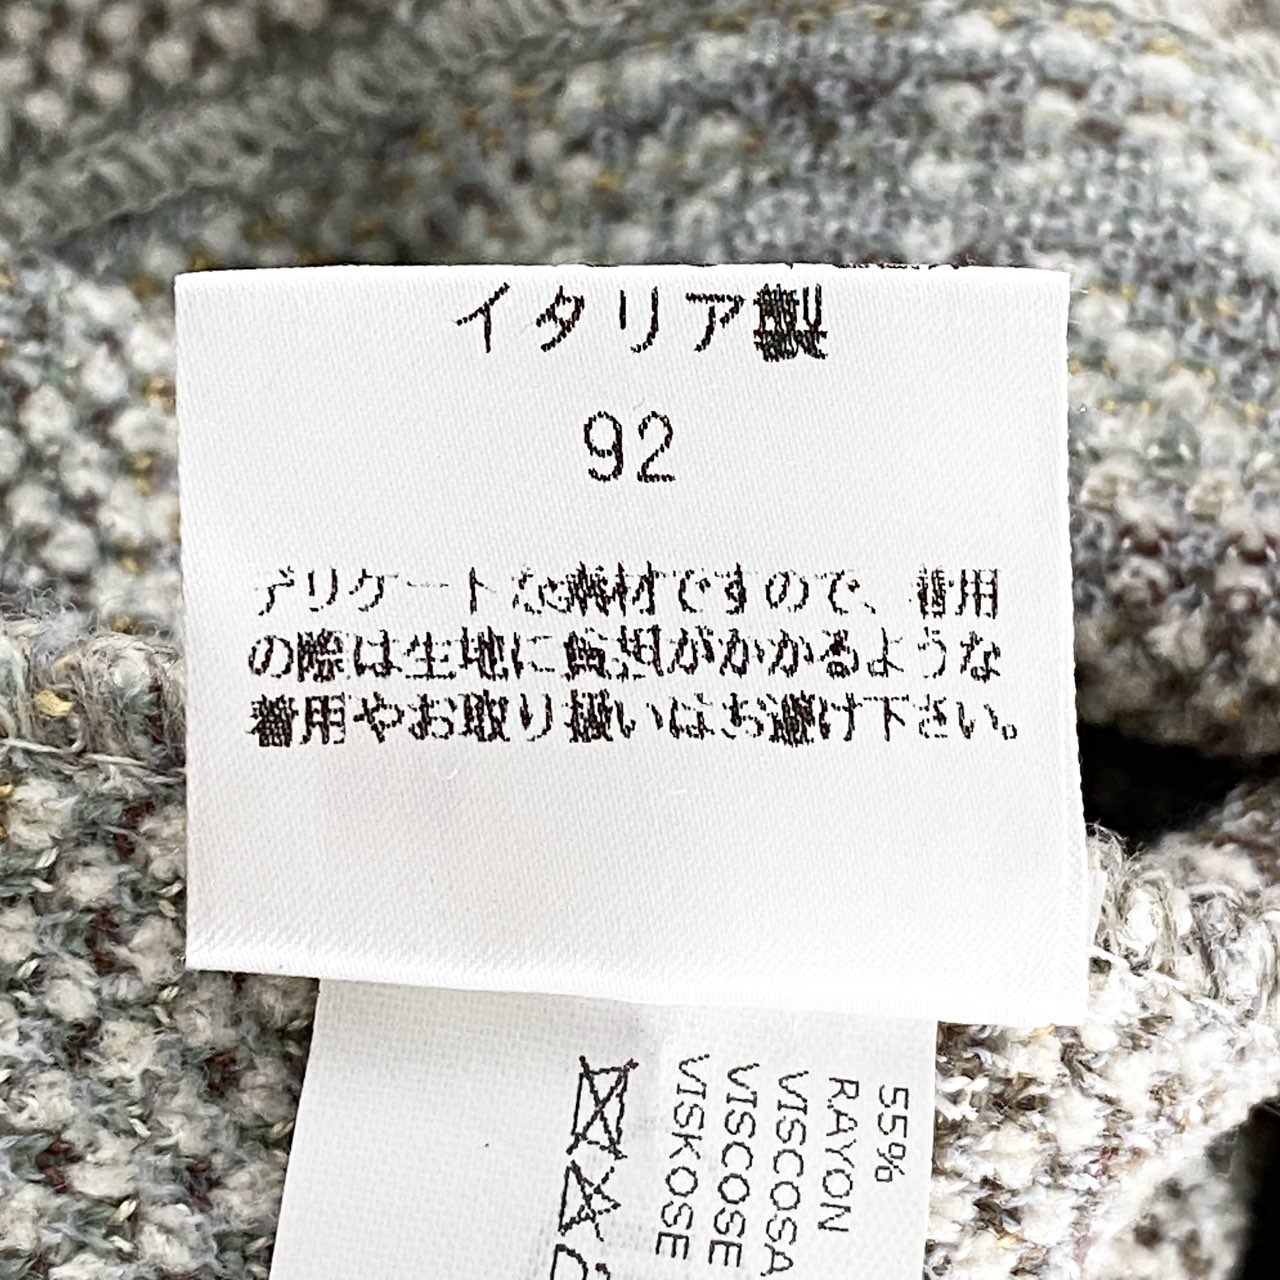 イタリア製
92
デリケートな素材ですので、着用
の際は生地に負担がかかるような
着用やお取り扱いはお避け下さい。
55%
RAYON
VISCOSA
VISCOSE
VISKOSE